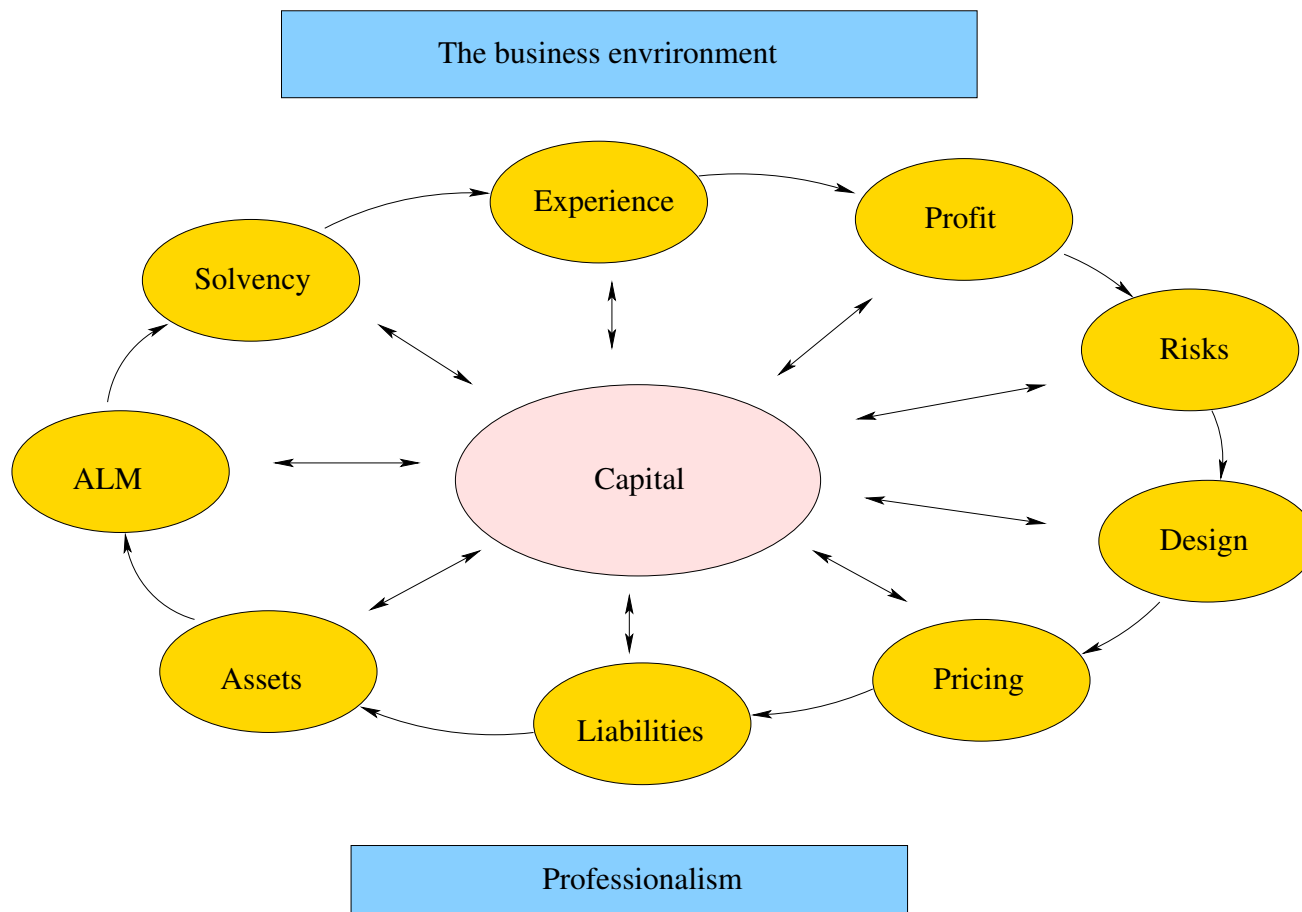 The business envrironment
Experience
Profit
Solvency
Risks
ALM
Capital
Design
Assets
Pricing
Liabilities
Professionalism